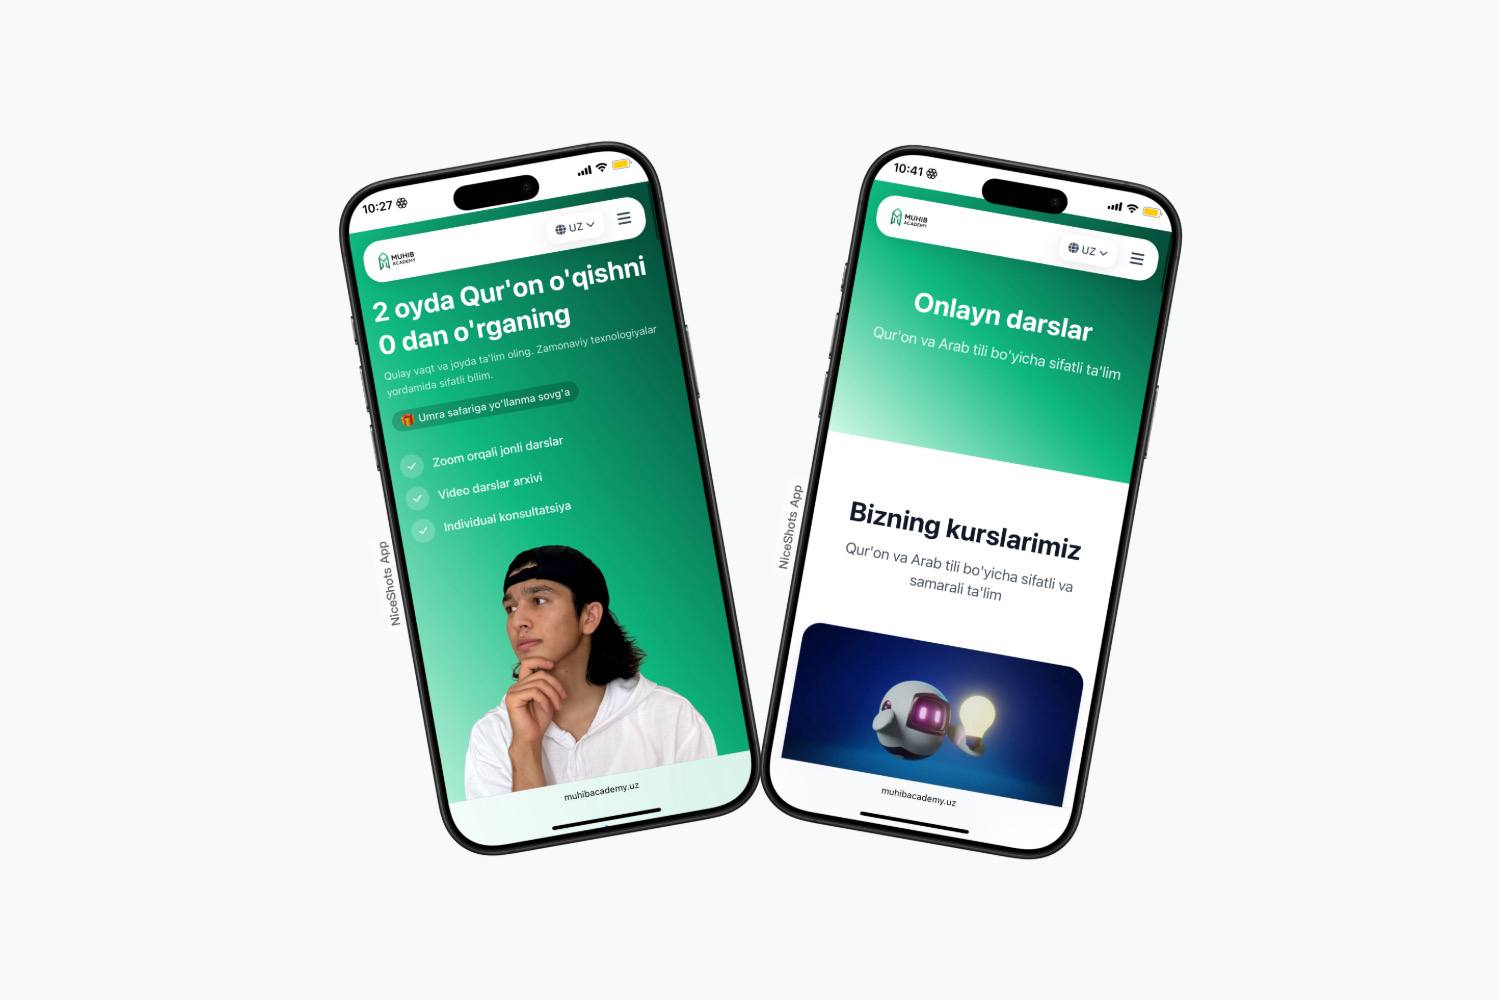 10:27
MUHIB
ACADEMY
UZ
2 oyda Qur'on o'qishni
0 dan o'rganing
Qulay vaqt va joyda ta'lim oling. Zamonaviy texnologiyalar
yordamida sifatli bilim.
🎁 Umra safariga yo'llanma sovg'a
Zoom orqali jonli darslar
Video darslar arxivi
Individual konsultatsiya
muhibacademy.uz
NiceShots App
10:41
MUHIB
ACADEMY
UZ
Onlayn darslar
Qur'on va Arab tili bo'yicha sifatli ta'lim
Bizning kurslarimiz
Qur'on va Arab tili bo'yicha sifatli va
samarali ta'lim
muhibacademy.uz
NiceShots App